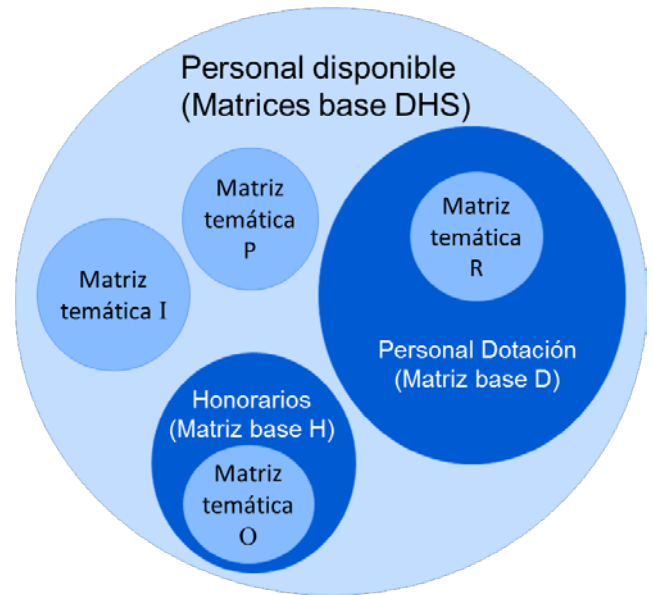 Personal disponible
(Matrices base DHS)
Matriz
temática
P
Matriz
temática
R
Matriz
temática I
Personal Dotación
(Matriz base D)
Honorarios
(Matriz base H)
Matriz
temática
O